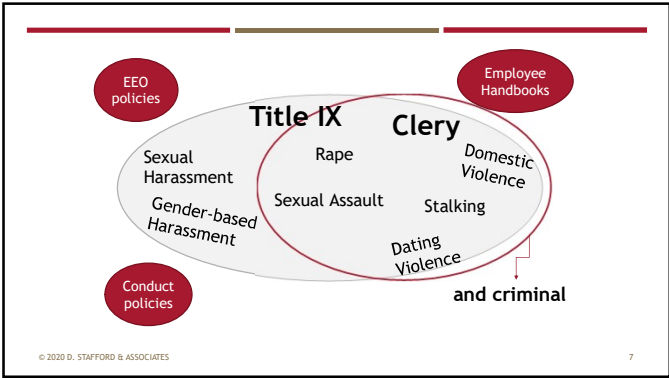 EEO
policies
Employee
Handbooks
Title IX
Clery
Rape
Sexual
Harassment
Domestic
Violence
Sexual Assault
Stalking
Gender-based
Harassment
Dating
Violence
Conduct
policies
and criminal
© 2020 D. STAFFORD & ASSOCIATES
7